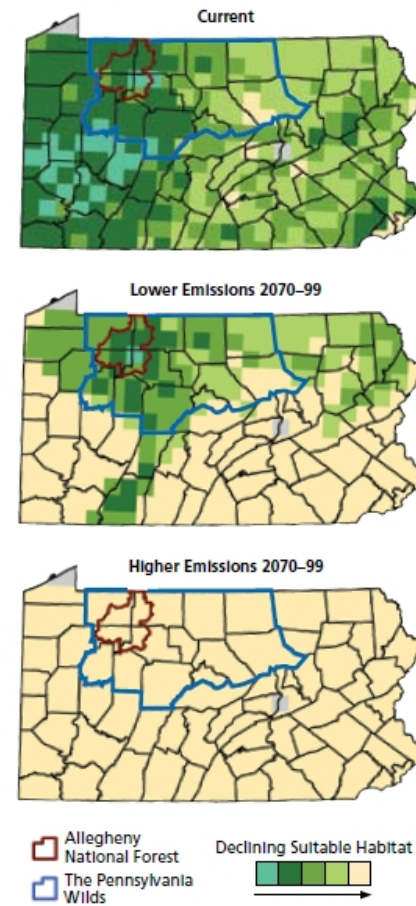 Current
Lower Emissions 2070–99
Higher Emissions 2070–99
Allegheny
National Forest
The Pennsylvania
Wilds
Declining Suitable Habitat